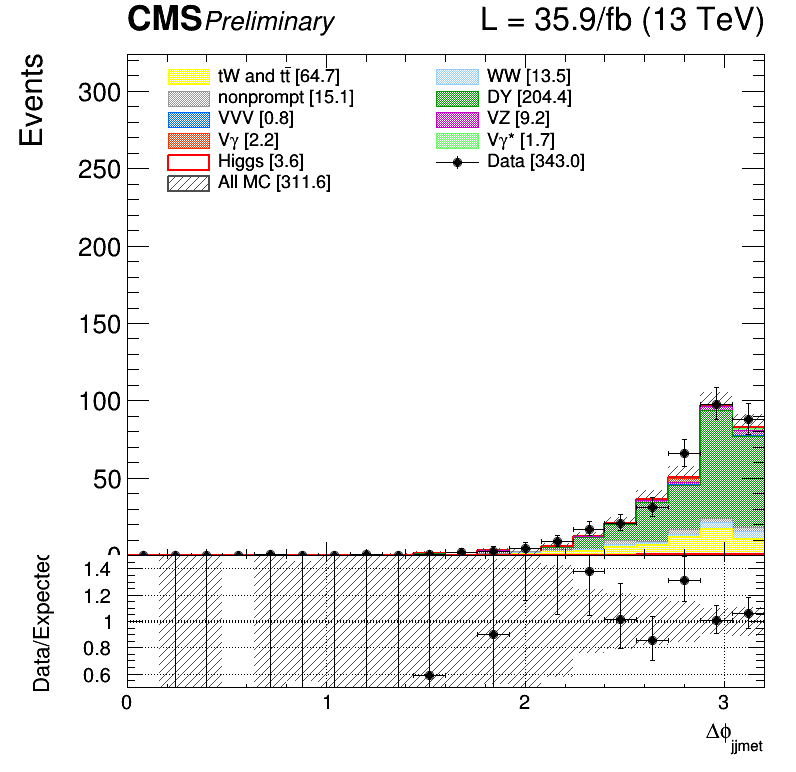 CMS Preliminary L = 35.9/fb (13 TeV)
Events
300
250
200
150
100
50
0
tW and tt̄ [64.7]
nonprompt [15.1]
VVV [0.8]
Vγ [2.2]
Higgs [3.6]
All MC [311.6]
WW [13.5]
DY [204.4]
VZ [9.2]
Vγ* [1.7]
Data [343.0]
Data/Expected
1.4
1.2
1
0.8
0.6
0 1 2 3
Δϕjjmet